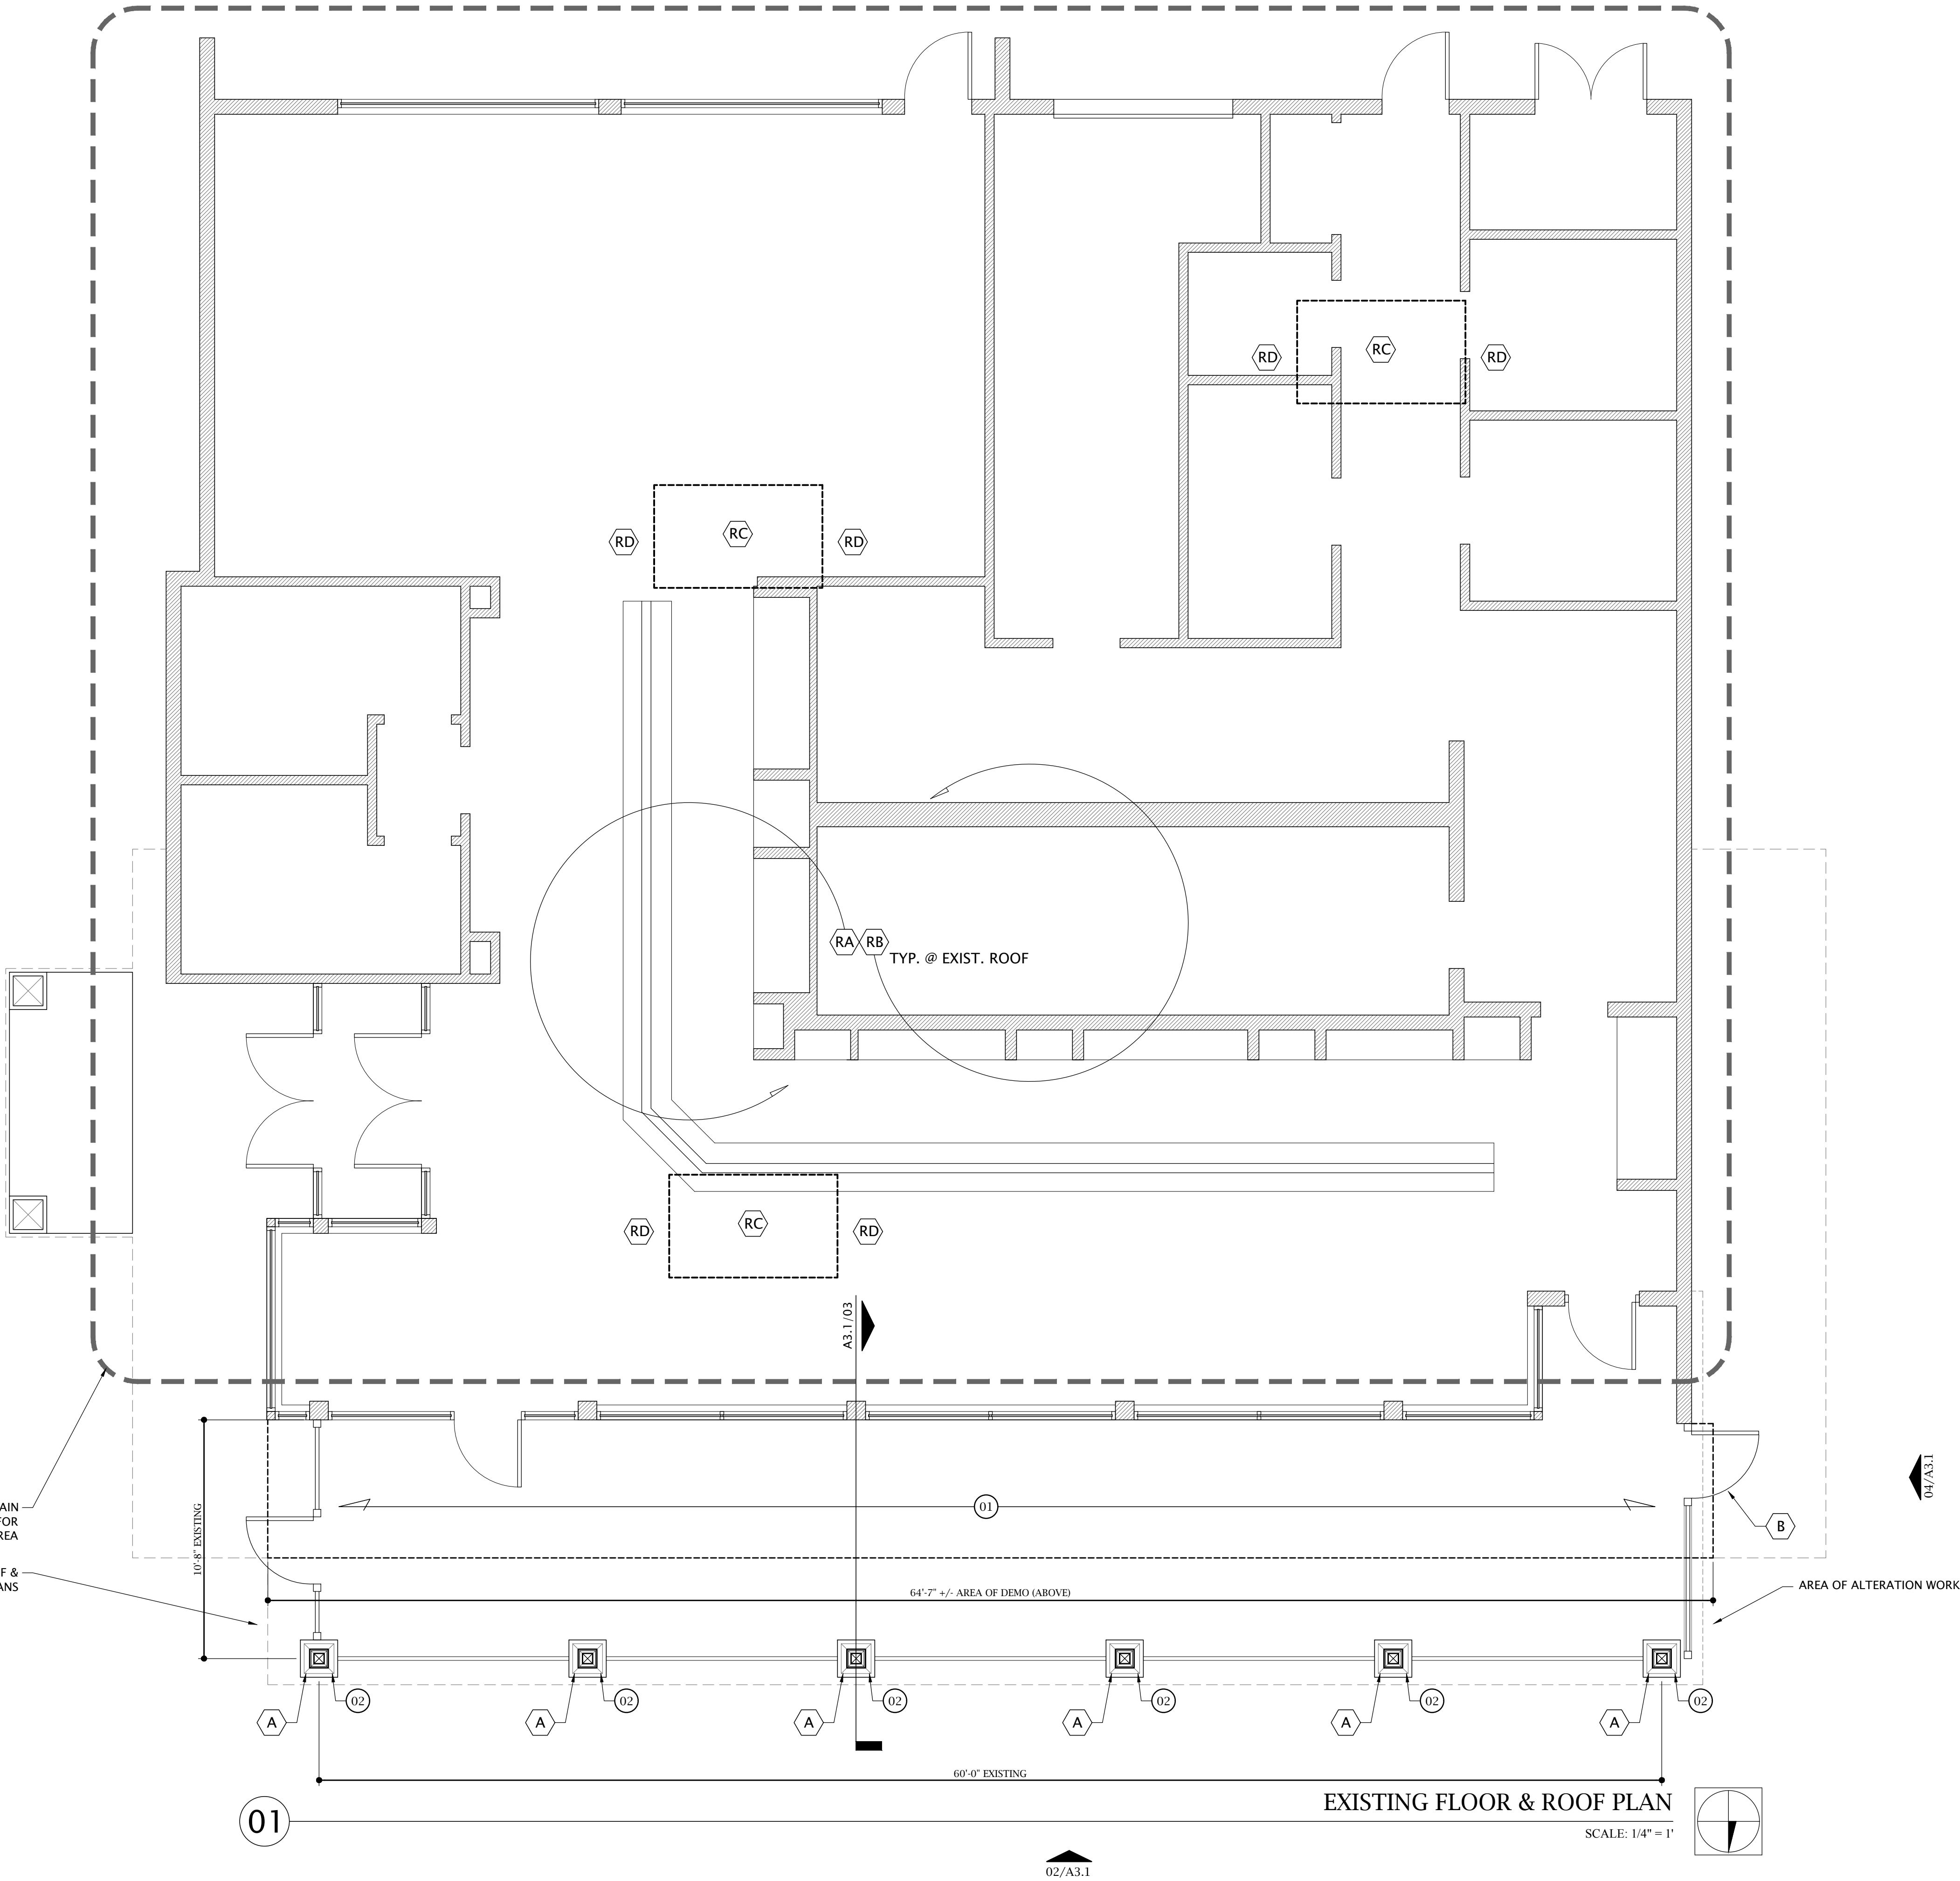 RD
RC
RD
RD
RC
RD
RA
RB
TYP. @ EXIST. ROOF
RD
RC
RD
A3.1/03
04/A3.1
AIN
FOR
REA
10'-8" EXISTING
01
B
F &
ANS
64'-7" +/- AREA OF DEMO (ABOVE)
AREA OF ALTERATION WORK
02
02
02
02
02
02
A
A
A
A
A
A
60'-0" EXISTING
EXISTING FLOOR & ROOF PLAN
01
SCALE: 1/4" = 1'
02/A3.1